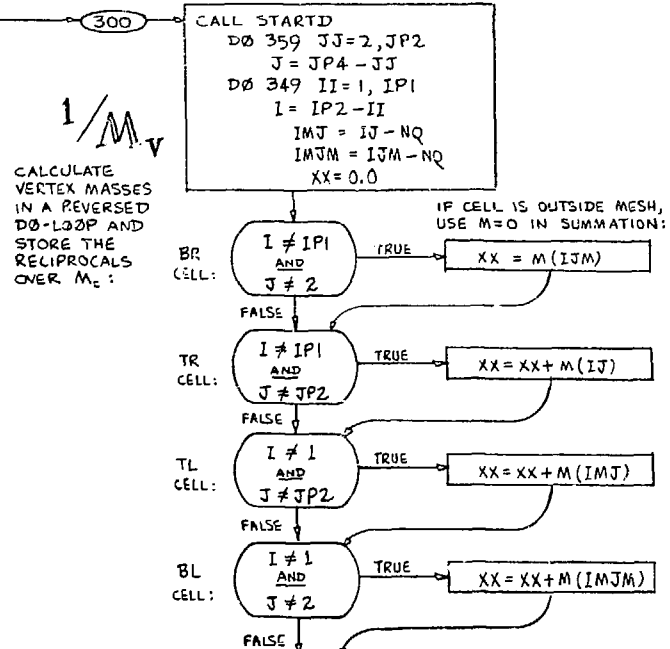 300
CALL STARTD
DØ 359 JJ=2, JP2
J = JP4 - JJ
DØ 349 II = 1, IP1
I = IP2 - II
IMJ = IJ - NQ
IMJM = IJM - NQ
XX = 0.0
1/M V
CALCULATE
VERTEX MASSES
IN A REVERSED
DØ-LØØP AND
STORE THE
RECIPROCALS
OVER Mc :
IF CELL IS OUTSIDE MESH,
USE M=0 IN SUMMATION:
BR
CELL:
I ≠ IP1
AND
J ≠ 2
TRUE
XX = M(IJM)
FALSE
TR
CELL:
I ≠ IP1
AND
J ≠ JP2
TRUE
XX = XX + M(IJ)
FALSE
TL
CELL:
I ≠ 1
AND
J ≠ JP2
TRUE
XX = XX + M(IMJ)
FALSE
BL
CELL:
I ≠ 1
AND
J ≠ 2
TRUE
XX = XX + M(IMJM)
FALSE